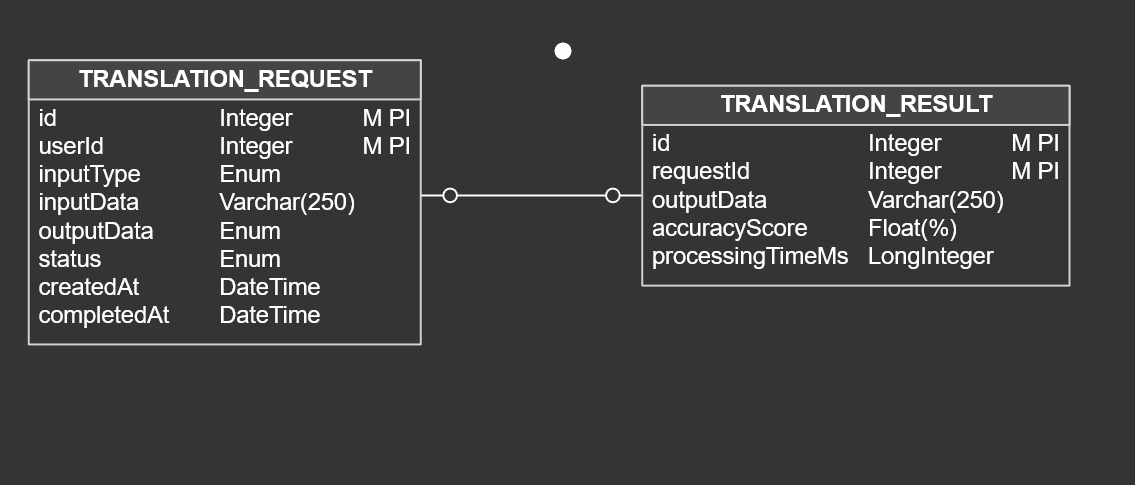 TRANSLATION_REQUEST
id Integer M PI
userId Integer M PI
inputType Enum
inputData Varchar(250)
outputData Enum
status Enum
createdAt DateTime
completedAt DateTime
TRANSLATION_RESULT
id Integer M PI
requestId Integer M PI
outputData Varchar(250)
accuracyScore Float(%)
processingTimeMs LongInteger